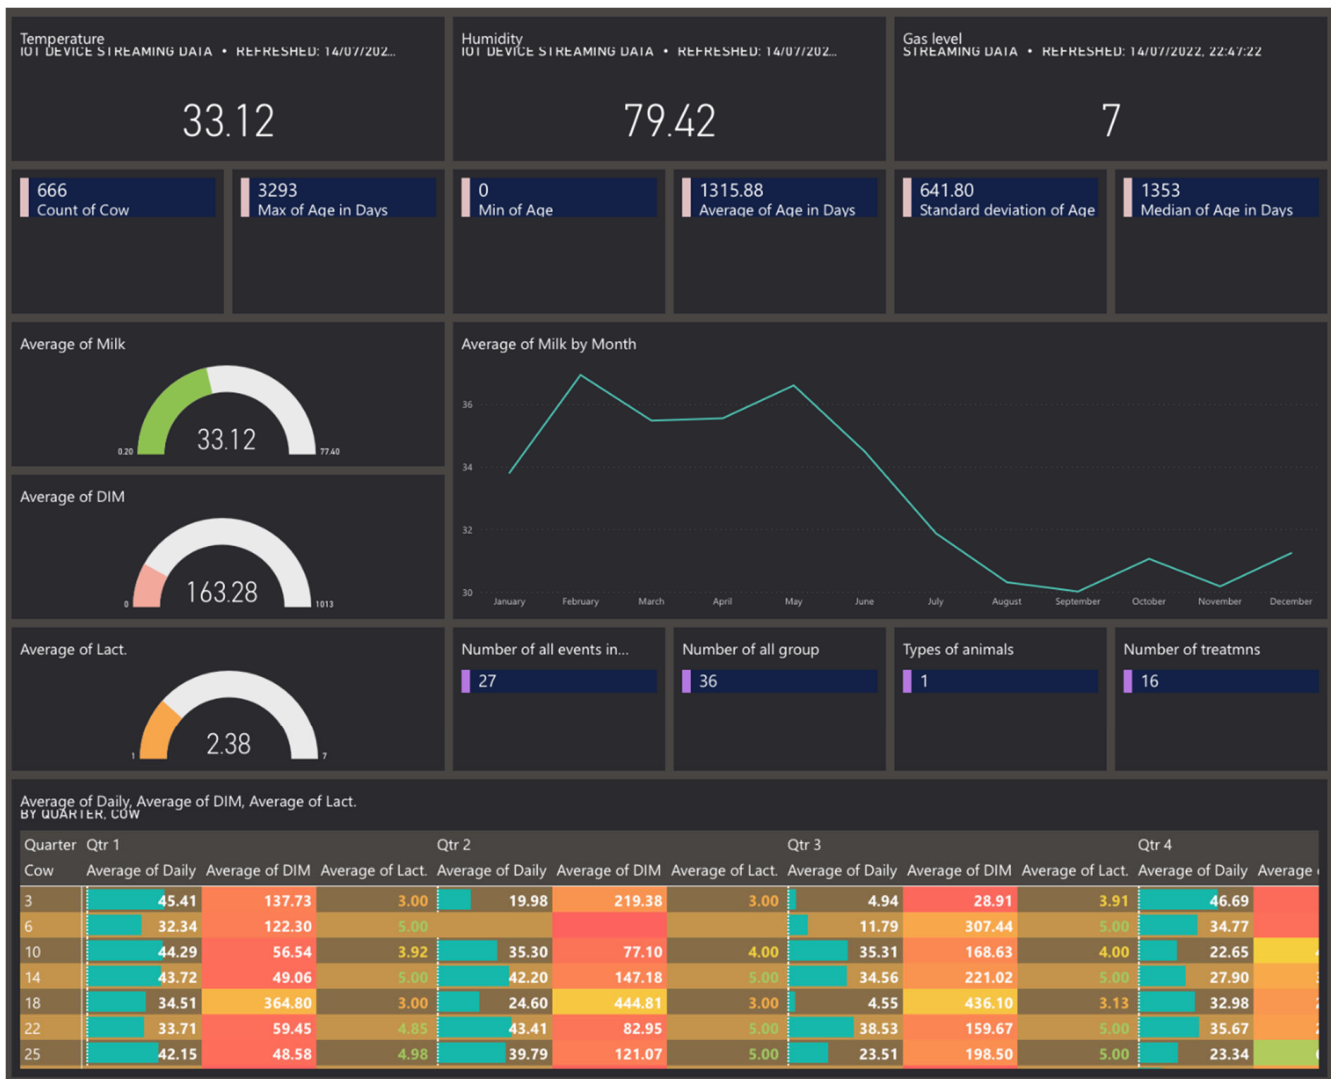 Temperature
IOT DEVICE STREAMING DATA • REFRESHED: 14/07/202...
33.12
Humidity
IOT DEVICE STREAMING DATA • REFRESHED: 14/07/202...
79.42
Gas level
STREAMING DATA • REFRESHED: 14/07/2022, 22:47:22
7
666
Count of Cow
3293
Max of Age in Days
0
Min of Age
1315.88
Average of Age in Days
641.80
Standard deviation of Age
1353
Median of Age in Days
Average of Milk
33.12
0.20
77.40
Average of Milk by Month
36
34
32
30
January February March April May June July August September October November December
Average of DIM
163.28
0
1013
Average of Lact.
2.38
1
7
Number of all events in...
27
Number of all group
36
Types of animals
1
Number of treatmns
16
Average of Daily, Average of DIM, Average of Lact.
BY QUARTER, COW
Quarter Qtr 1 Qtr 2 Qtr 3 Qtr 4
Cow Average of Daily Average of DIM Average of Lact. Average of Daily Average of DIM Average of Lact. Average of Daily Average of DIM Average of Lact. Average of Daily Average
3 45.41 137.73 3.00 19.98 219.38 3.00 4.94 28.91 3.91 46.69
6 32.34 122.30 5.00 11.79 307.44 5.00 34.77
10 44.29 56.54 3.92 35.30 77.10 4.00 35.31 168.63 4.00 22.65
14 43.72 49.06 5.00 42.20 147.18 5.00 34.56 221.02 5.00 27.90
18 34.51 364.80 3.00 24.60 444.81 3.00 4.55 436.10 3.13 32.98
22 33.71 59.45 4.85 43.41 82.95 5.00 38.53 159.67 5.00 35.67
25 42.15 48.58 4.98 39.79 121.07 5.00 23.51 198.50 5.00 23.34